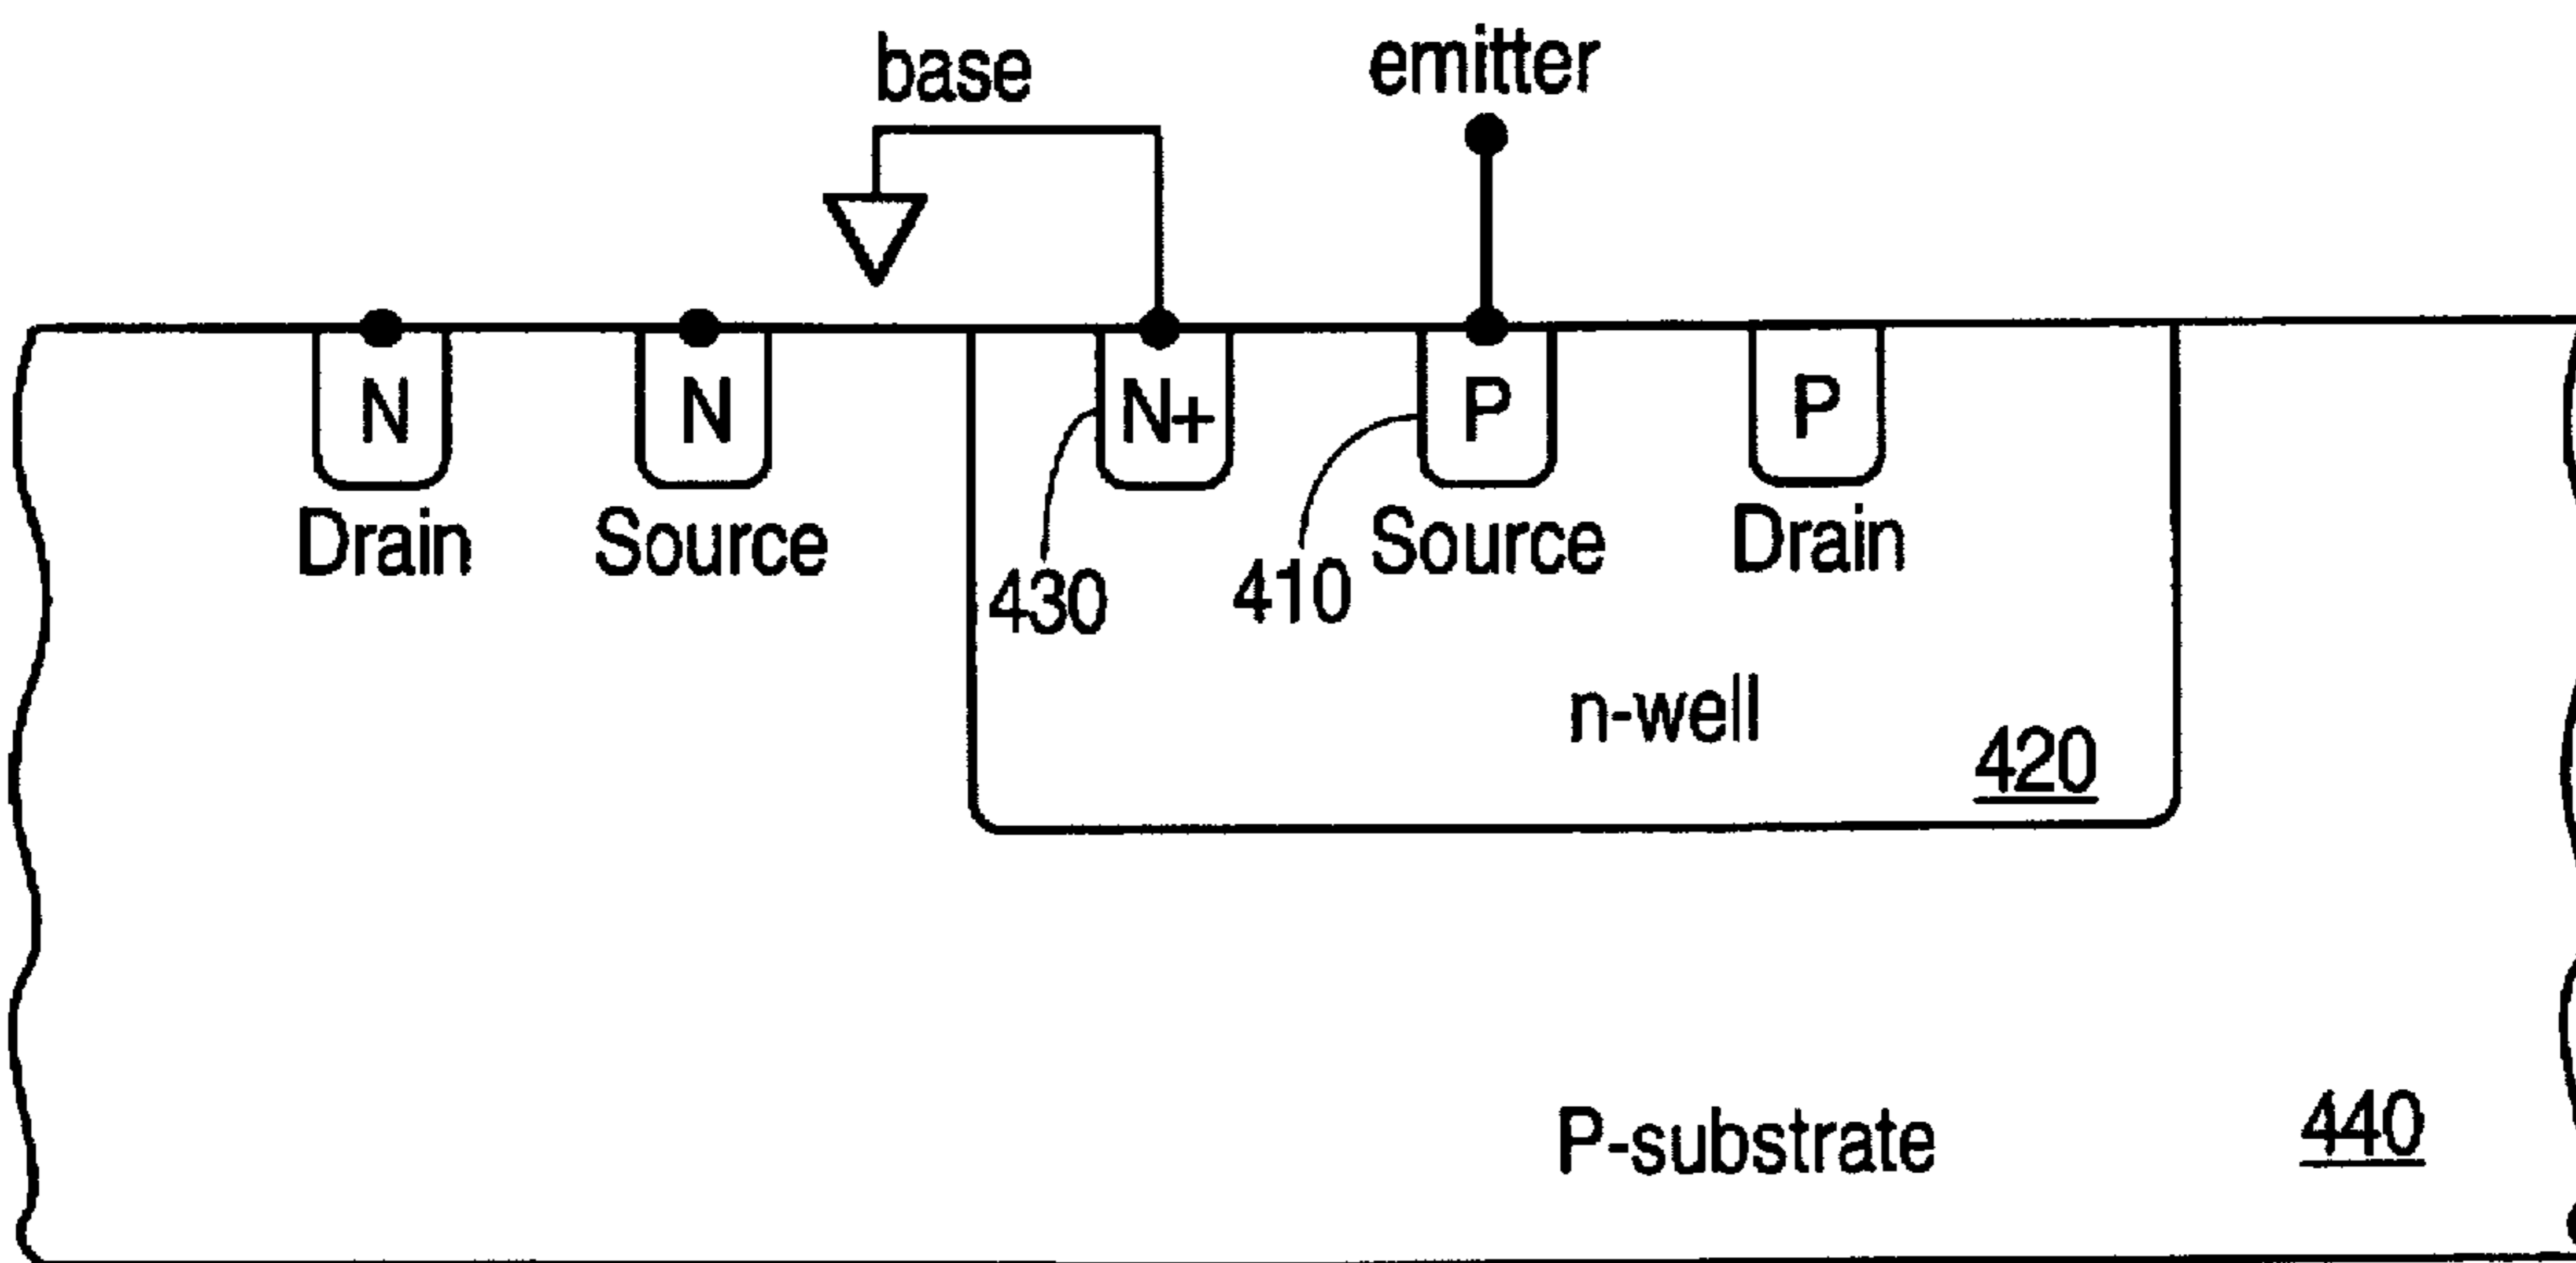 base
emitter
N
N
N+
P
P
Drain
Source
Source
Drain
430
410
n-well
420
P-substrate
440